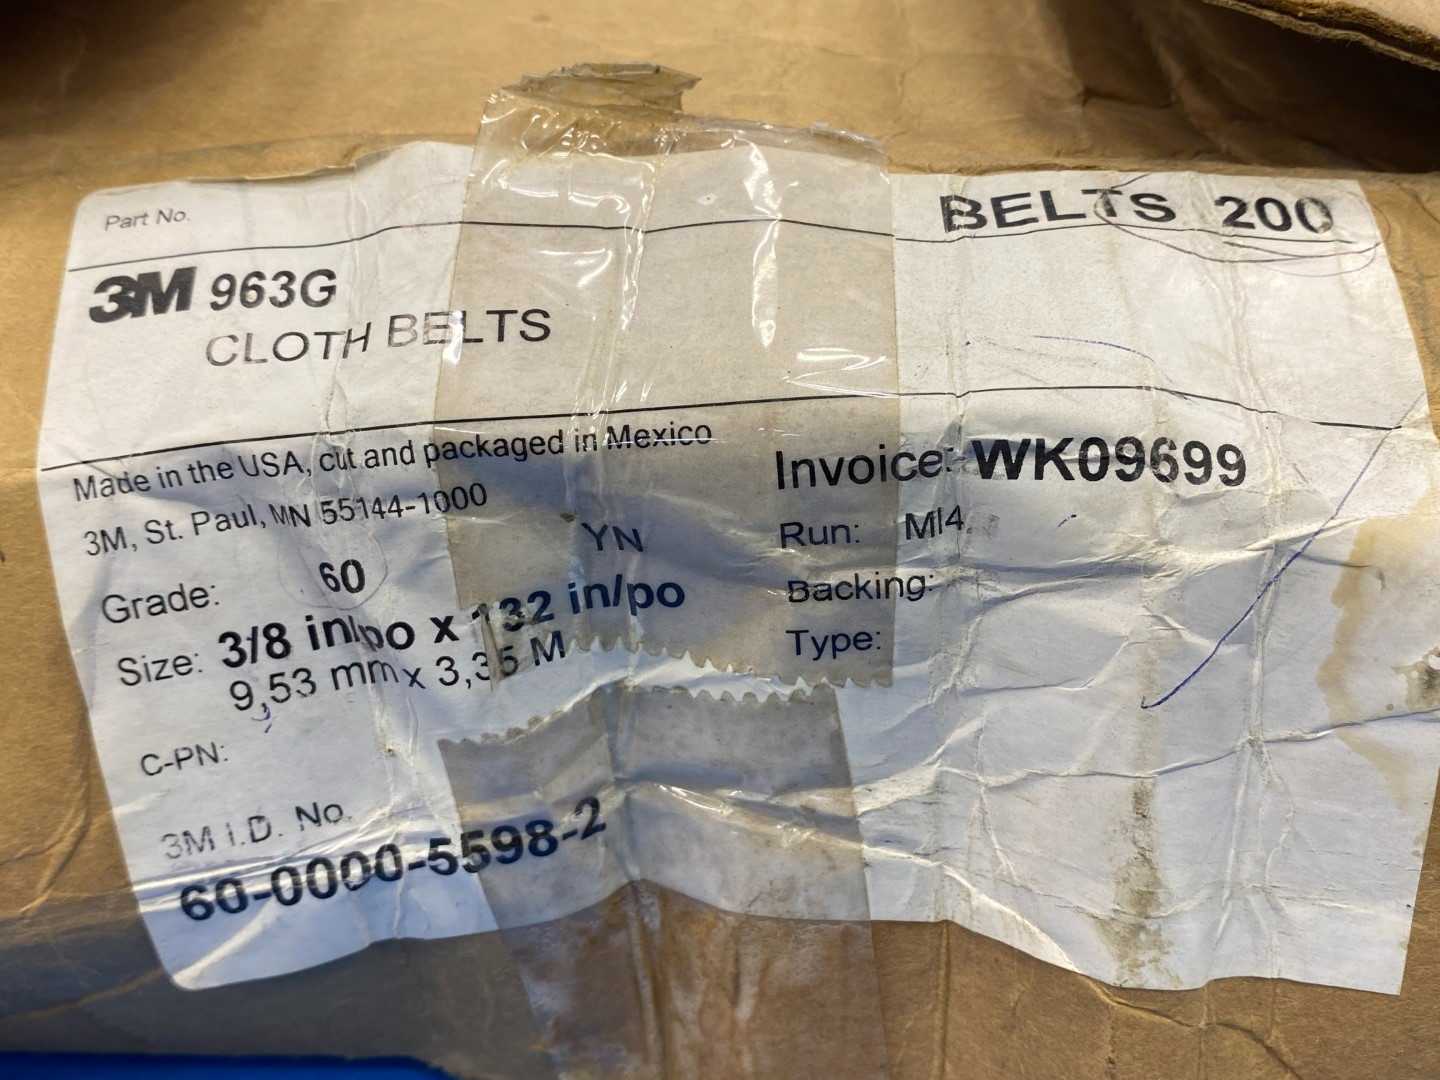 Part No.
BELTS 200
3M 963G
CLOTH BELTS
Made in the USA, cut and packaged in Mexico
3M, St. Paul, MN 55144-1000
Invoice: WK09699
YN
Run: MI4
Grade: 60
Backing:
Size: 3/8 in/po x 132 in/po
Type:
9,53 mm x 3,35 M
C-PN:
3M I.D. No.
60-0000-5598-2